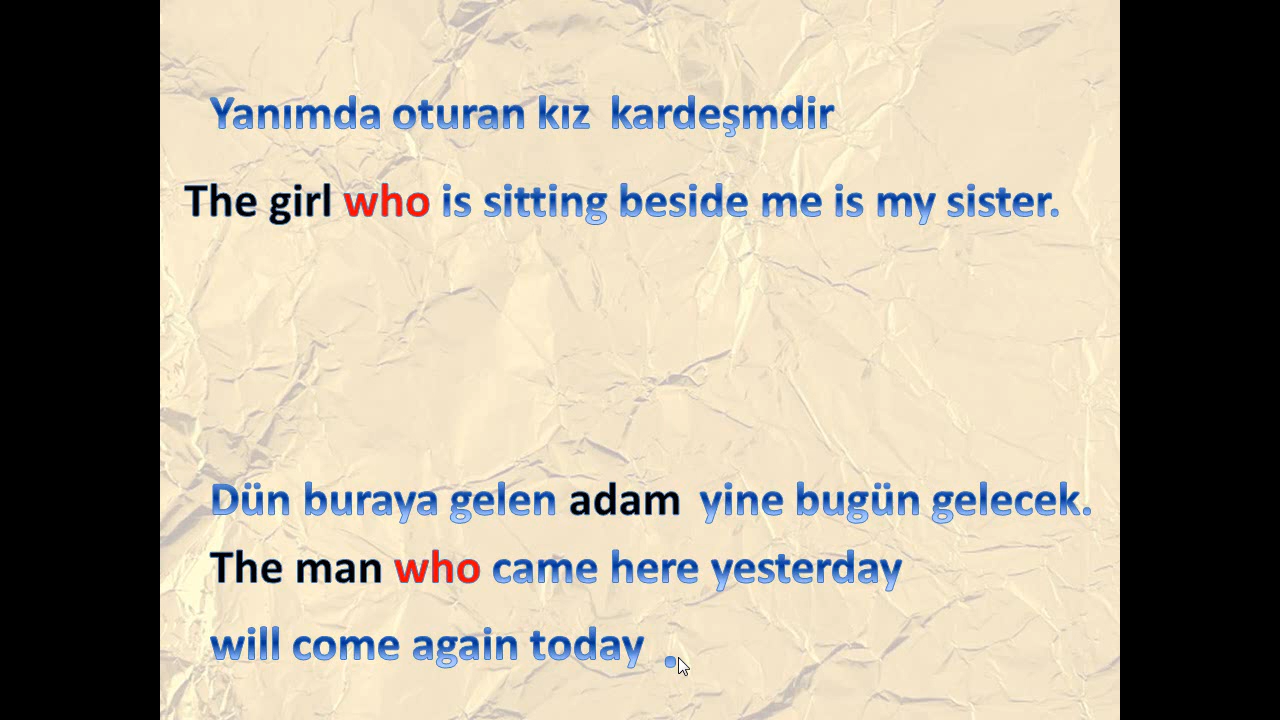 Yanımda oturan kız kardeşmdir
The girl who is sitting beside me is my sister.
Dün buraya gelen adam yine bugün gelecek.
The man who came here yesterday
will come again today .